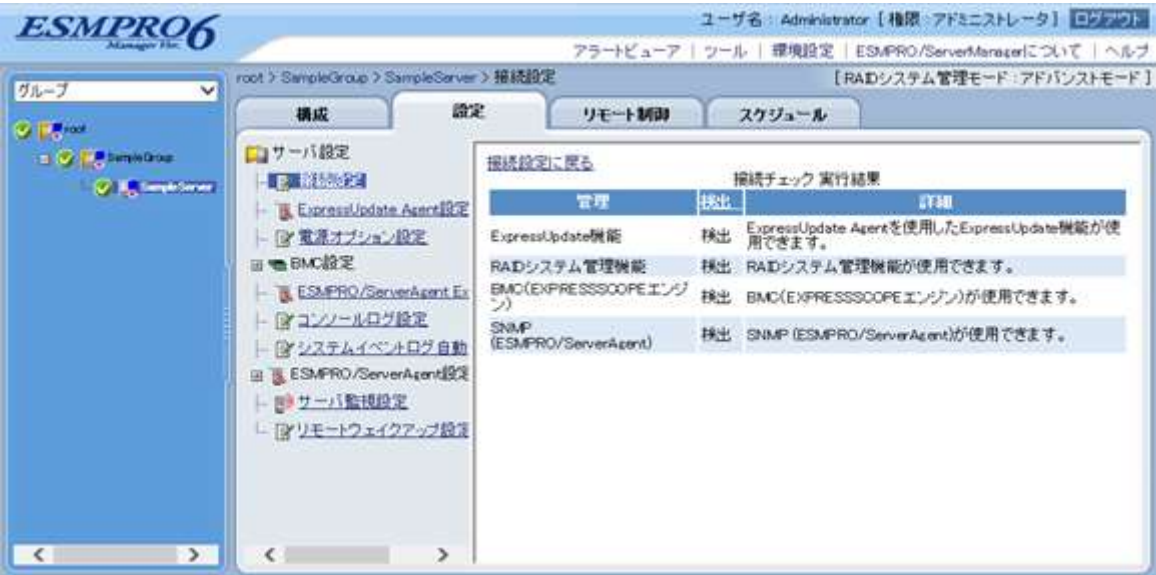 ESMPRO6
Manager Ver.
ユーザ名 : Administrator [ 権限 : アドミニストレータ ] ログアウト
アラートビューア | ツール | 環境設定 | ESMPRO/ServerManagerについて | ヘルプ
グループ
root
SampleGroup
SampleServer
root > SampleGroup > SampleServer > 接続設定
[ RAIDシステム管理モード : アドバンストモード ]
構成 設定 リモート制御 スケジュール
サーバ設定
接続設定
ExpressUpdate Agent設定
電源オプション設定
BMC設定
ESMPRO/ServerAgent Ex
コンソールログ設定
システムイベントログ自動
ESMPRO/ServerAgent設定
サーバ監視設定
リモートウェイクアップ設定
接続設定に戻る
接続チェック 実行結果
管理 検出 詳細
ExpressUpdate機能 検出 ExpressUpdate Agentを使用したExpressUpdate機能が使
用できます。
RAIDシステム管理機能 検出 RAIDシステム管理機能が使用できます。
BMC(EXPRESSSCOPEエンジ
ン) 検出 BMC(EXPRESSSCOPEエンジン)が使用できます。
SNMP
(ESMPRO/ServerAgent) 検出 SNMP (ESMPRO/ServerAgent)が使用できます。